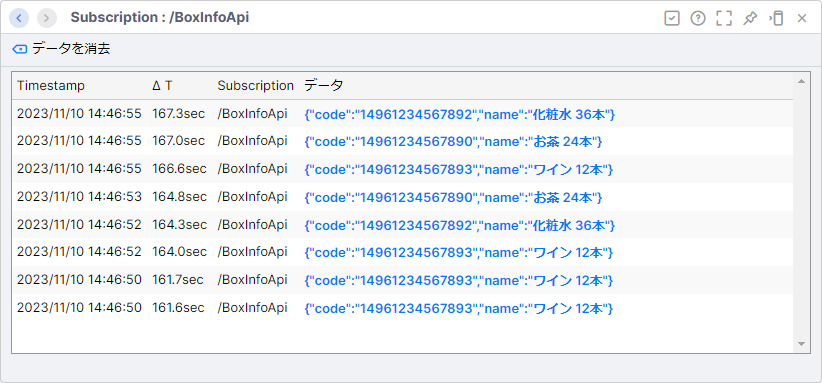 Subscription : /BoxInfoApi
データを消去
Timestamp Δ T Subscription データ
2023/11/10 14:46:55 167.3sec /BoxInfoApi {"code":"14961234567892","name":"化粧水 36本"}
2023/11/10 14:46:55 167.0sec /BoxInfoApi {"code":"14961234567890","name":"お茶 24本"}
2023/11/10 14:46:55 166.6sec /BoxInfoApi {"code":"14961234567893","name":"ワイン 12本"}
2023/11/10 14:46:53 164.8sec /BoxInfoApi {"code":"14961234567890","name":"お茶 24本"}
2023/11/10 14:46:52 164.3sec /BoxInfoApi {"code":"14961234567892","name":"化粧水 36本"}
2023/11/10 14:46:52 164.0sec /BoxInfoApi {"code":"14961234567893","name":"ワイン 12本"}
2023/11/10 14:46:50 161.7sec /BoxInfoApi {"code":"14961234567893","name":"ワイン 12本"}
2023/11/10 14:46:50 161.6sec /BoxInfoApi {"code":"14961234567893","name":"ワイン 12本"}